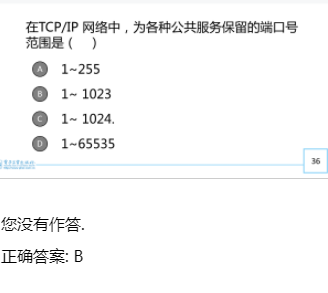 在TCP/IP 网络中，为各种公共服务保留的端口号
范围是 (    )
A 1~255
B 1~ 1023
C 1~ 1024.
D 1~65535
36
您没有作答.
正确答案: B